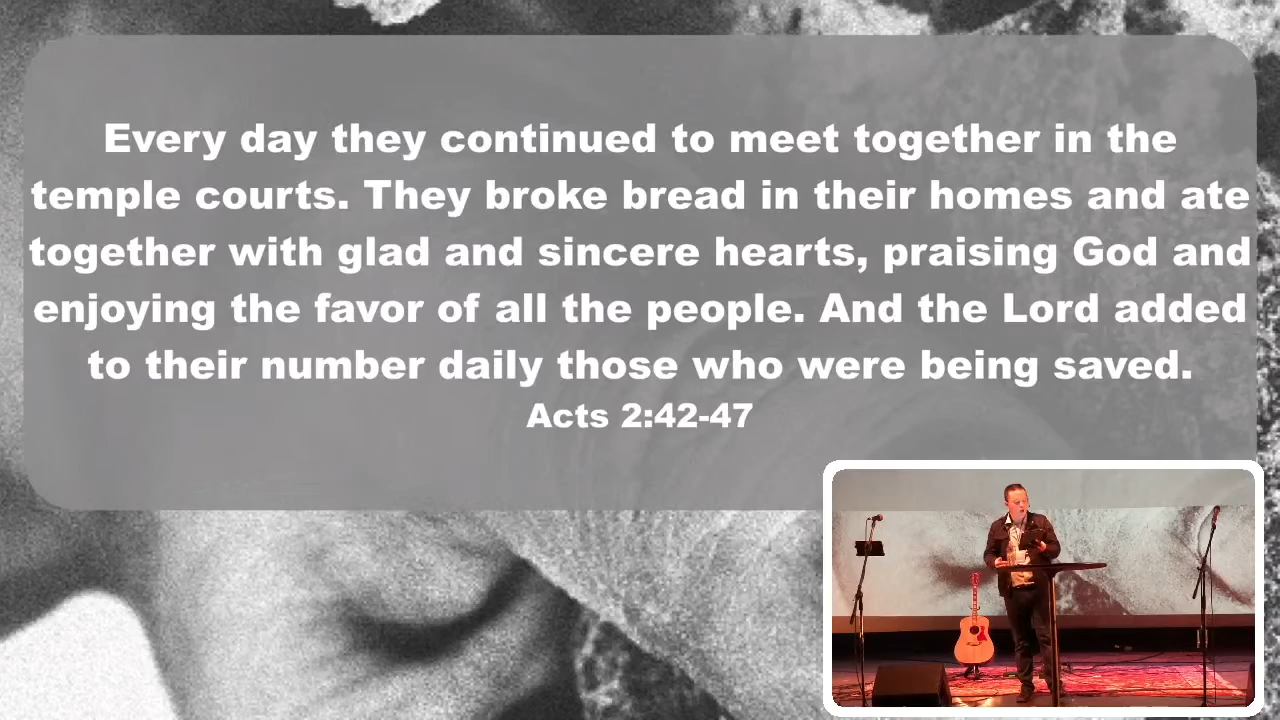 Every day they continued to meet together in the
temple courts. They broke bread in their homes and ate
together with glad and sincere hearts, praising God and
enjoying the favor of all the people. And the Lord added
to their number daily those who were being saved.
Acts 2:42-47